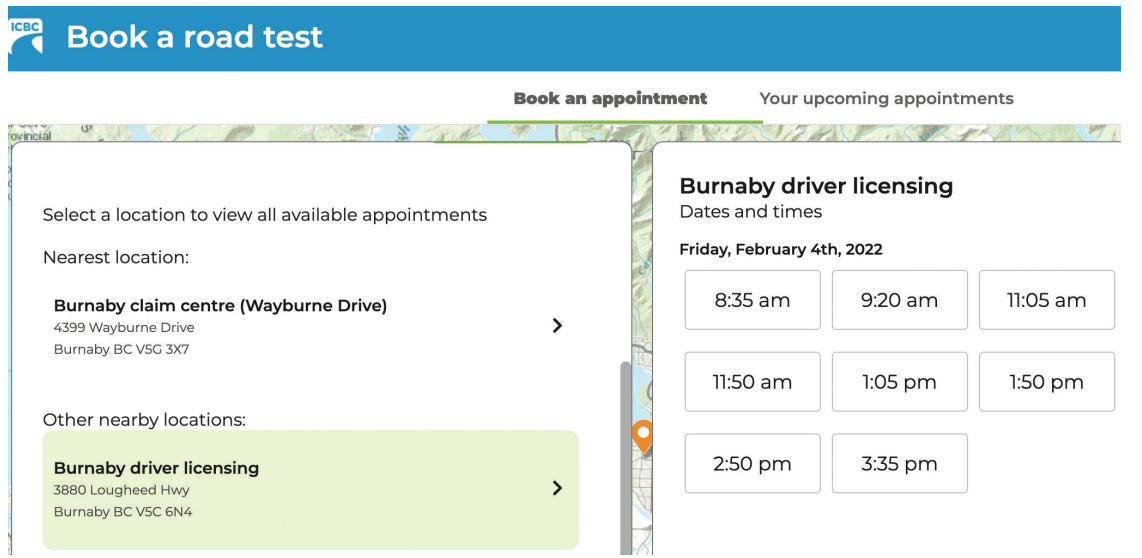 ICBC
Book a road test
Book an appointment
Your upcoming appointments
Select a location to view all available appointments
Nearest location:
Burnaby claim centre (Wayburne Drive)
4399 Wayburne Drive
Burnaby BC V5G 3X7
Other nearby locations:
Burnaby driver licensing
3880 Lougheed Hwy
Burnaby BC V5C 6N4
Burnaby driver licensing
Dates and times
Friday, February 4th, 2022
8:35 am
9:20 am
11:05 am
11:50 am
1:05 pm
1:50 pm
2:50 pm
3:35 pm